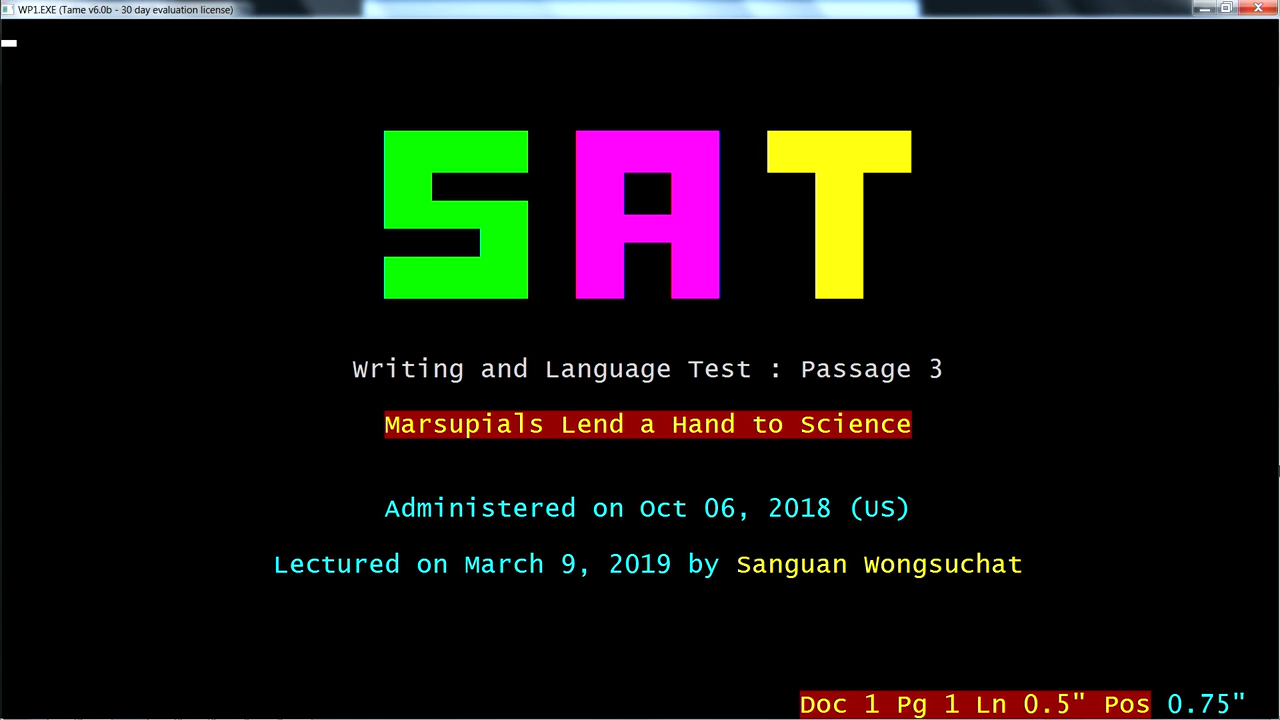 WP1.EXE (Tame v6.0b - 30 day evaluation license)
SAT
Writing and Language Test : Passage 3
Marsupials Lend a Hand to Science
Administered on Oct 06, 2018 (US)
Lectured on March 9, 2019 by Sanguan Wongsuchat
Doc 1 Pg 1 Ln 0.5" Pos 0.75"